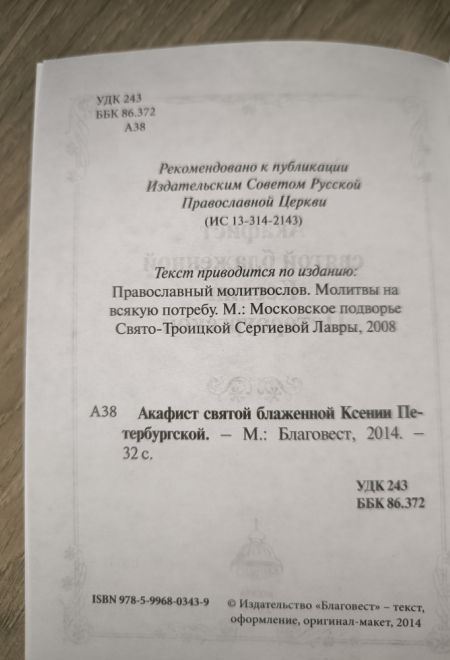 УДК 243
ББК 86.372
А38
Рекомендовано к публикации
Издательским Советом Русской
Православной Церкви
(ИС 13-314-2143)
Текст приводится по изданию:
Православный молитвослов. Молитвы на
всякую потребу. М.: Московское подворье
Свято-Троицкой Сергиевой Лавры, 2008
А38 Акафист святой блаженной Ксении Пе-
тербургской. – М.: Благовест, 2014. –
32 с.
УДК 243
ББК 86.372
ISBN 978-5-9968-0343-9
© Издательство «Благовест» – текст,
оформление, оригинал-макет, 2014